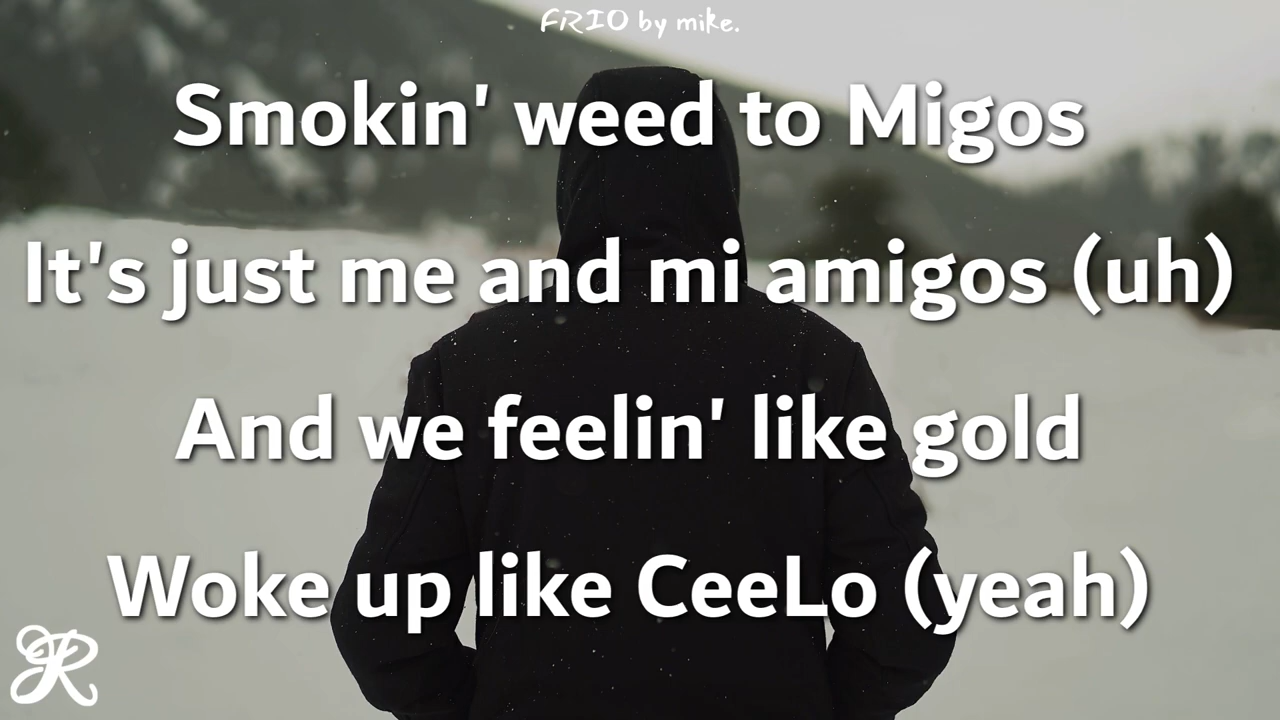 FRIO by mike.
Smokin' weed to Migos
It's just me and mi amigos (uh)
And we feelin' like gold
Woke up like CeeLo (yeah)